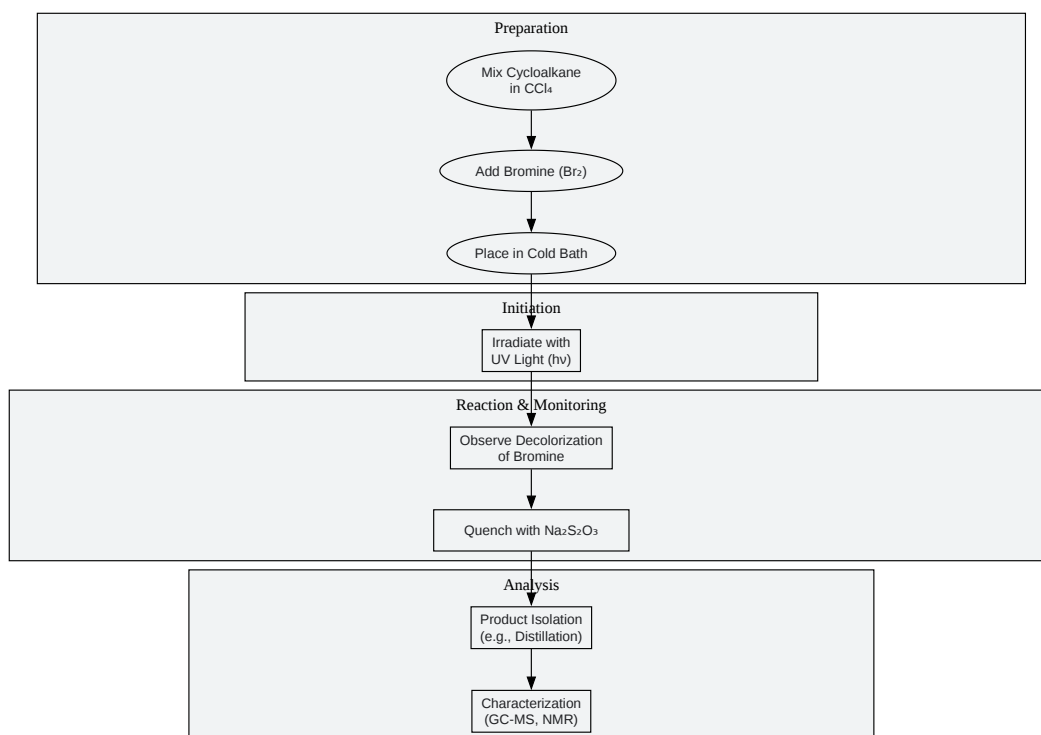 Preparation
Mix Cycloalkane
in CCl₄
Add Bromine (Br₂)
Place in Cold Bath
Initiation
Irradiate with
UV Light (hν)
Reaction & Monitoring
Observe Decolorization
of Bromine
Quench with Na₂S₂O₃
Analysis
Product Isolation
(e.g., Distillation)
Characterization
(GC-MS, NMR)